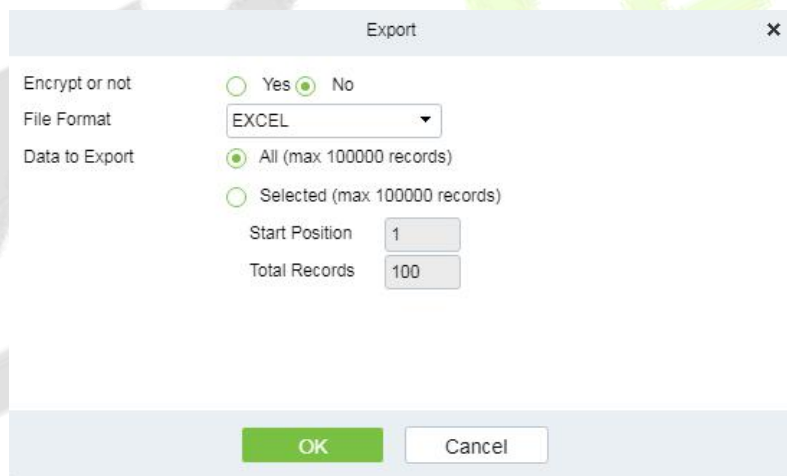 Export
Encrypt or not Yes No
File Format EXCEL
Data to Export All (max 100000 records)
Selected (max 100000 records)
Start Position 1
Total Records 100
OK Cancel